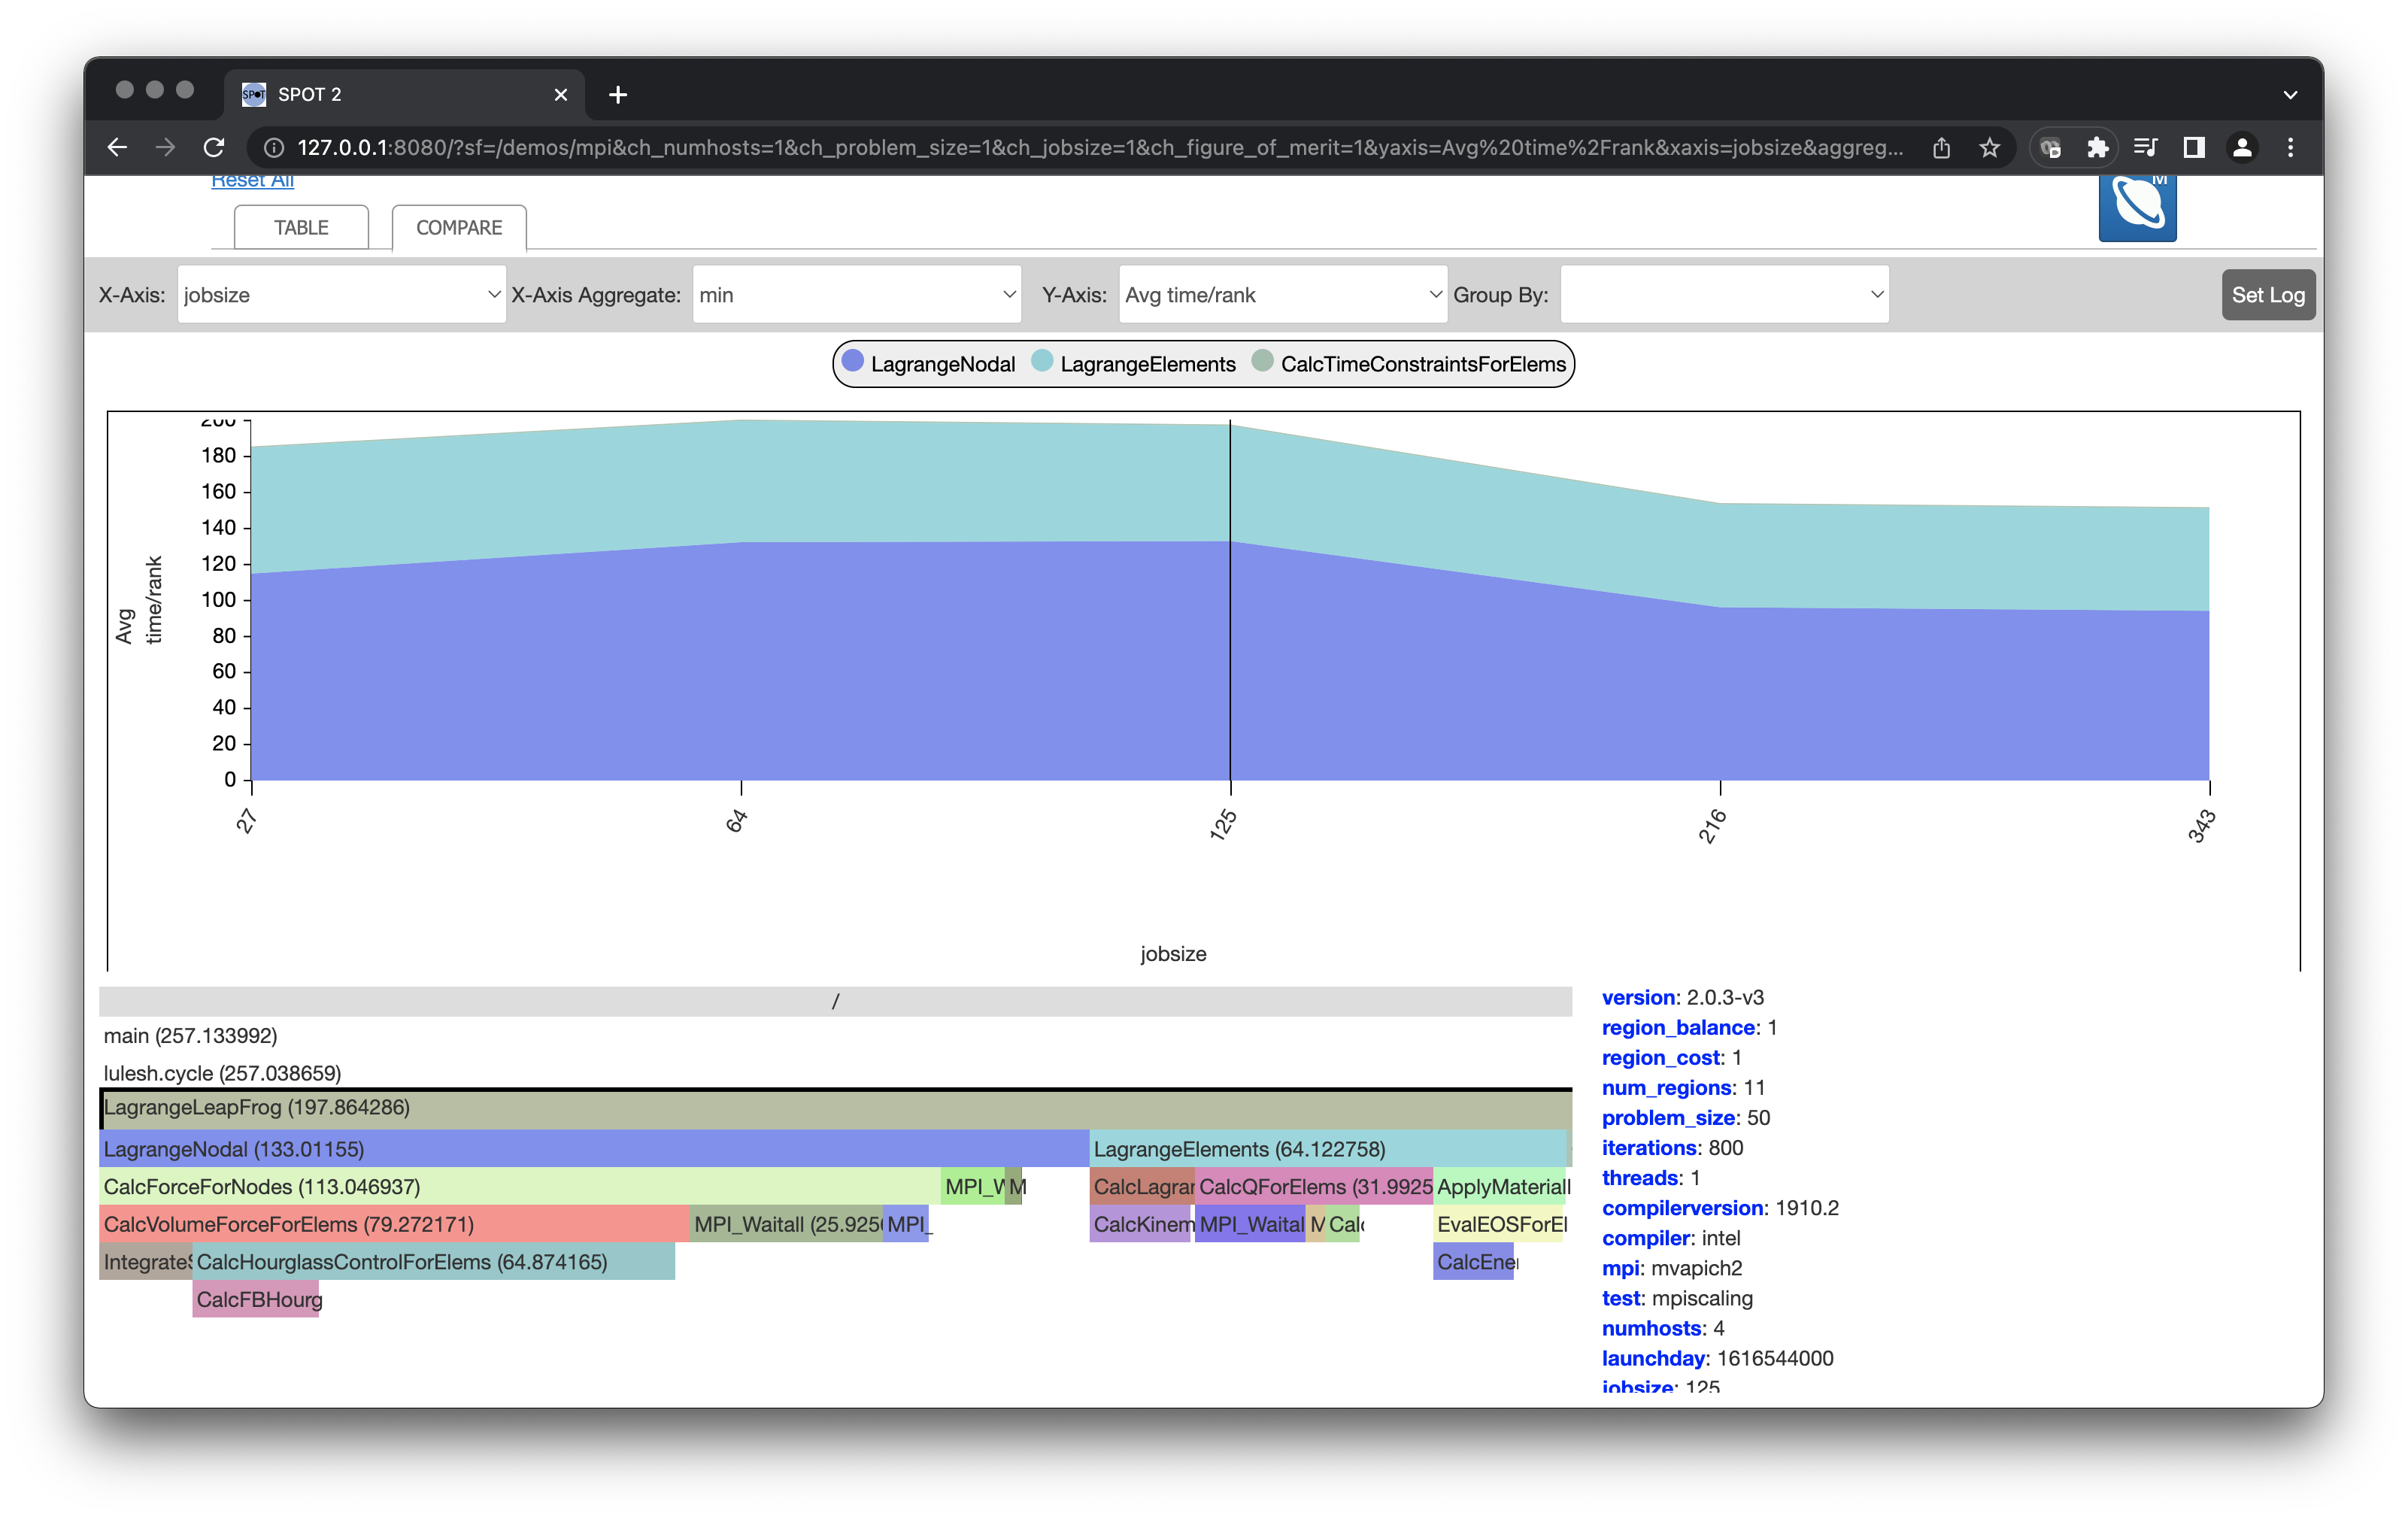 SPOT 2
127.0.0.1:8080/?sf=/demos/mpi&ch_numhosts=1&ch_problem_size=1&ch_jobsize=1&ch_figure_of_merit=1&yaxis=Avg%20time%2Frank&xaxis=jobsize&aggreg...
Reset All
M
TABLE COMPARE
X-Axis: jobsize X-Axis Aggregate: min Y-Axis: Avg time/rank Group By: Set Log
LagrangeNodal LagrangeElements CalcTimeConstraintsForElems
200
180
160
140
120
100
80
60
40
20
0
Avg
time/rank
27 64 125 216 343
jobsize
/
main (257.133992)
lulesh.cycle (257.038659)
LagrangeLeapFrog (197.864286)
LagrangeNodal (133.01155) LagrangeElements (64.122758)
CalcForceForNodes (113.046937) MPI_W M CalcLagrar CalcQForElems (31.9925 ApplyMateriall
CalcVolumeForceForElems (79.272171) MPI_Waitall (25.925( MPI_ CalcKinem MPI_Waital M Calc EvalEOSForEl
IntegrateS CalcHourglassControlForElems (64.874165) CalcEner
CalcFBHourg
version: 2.0.3-v3
region_balance: 1
region_cost: 1
num_regions: 11
problem_size: 50
iterations: 800
threads: 1
compilerversion: 1910.2
compiler: intel
mpi: mvapich2
test: mpiscaling
numhosts: 4
launchday: 1616544000
jobsize: 125